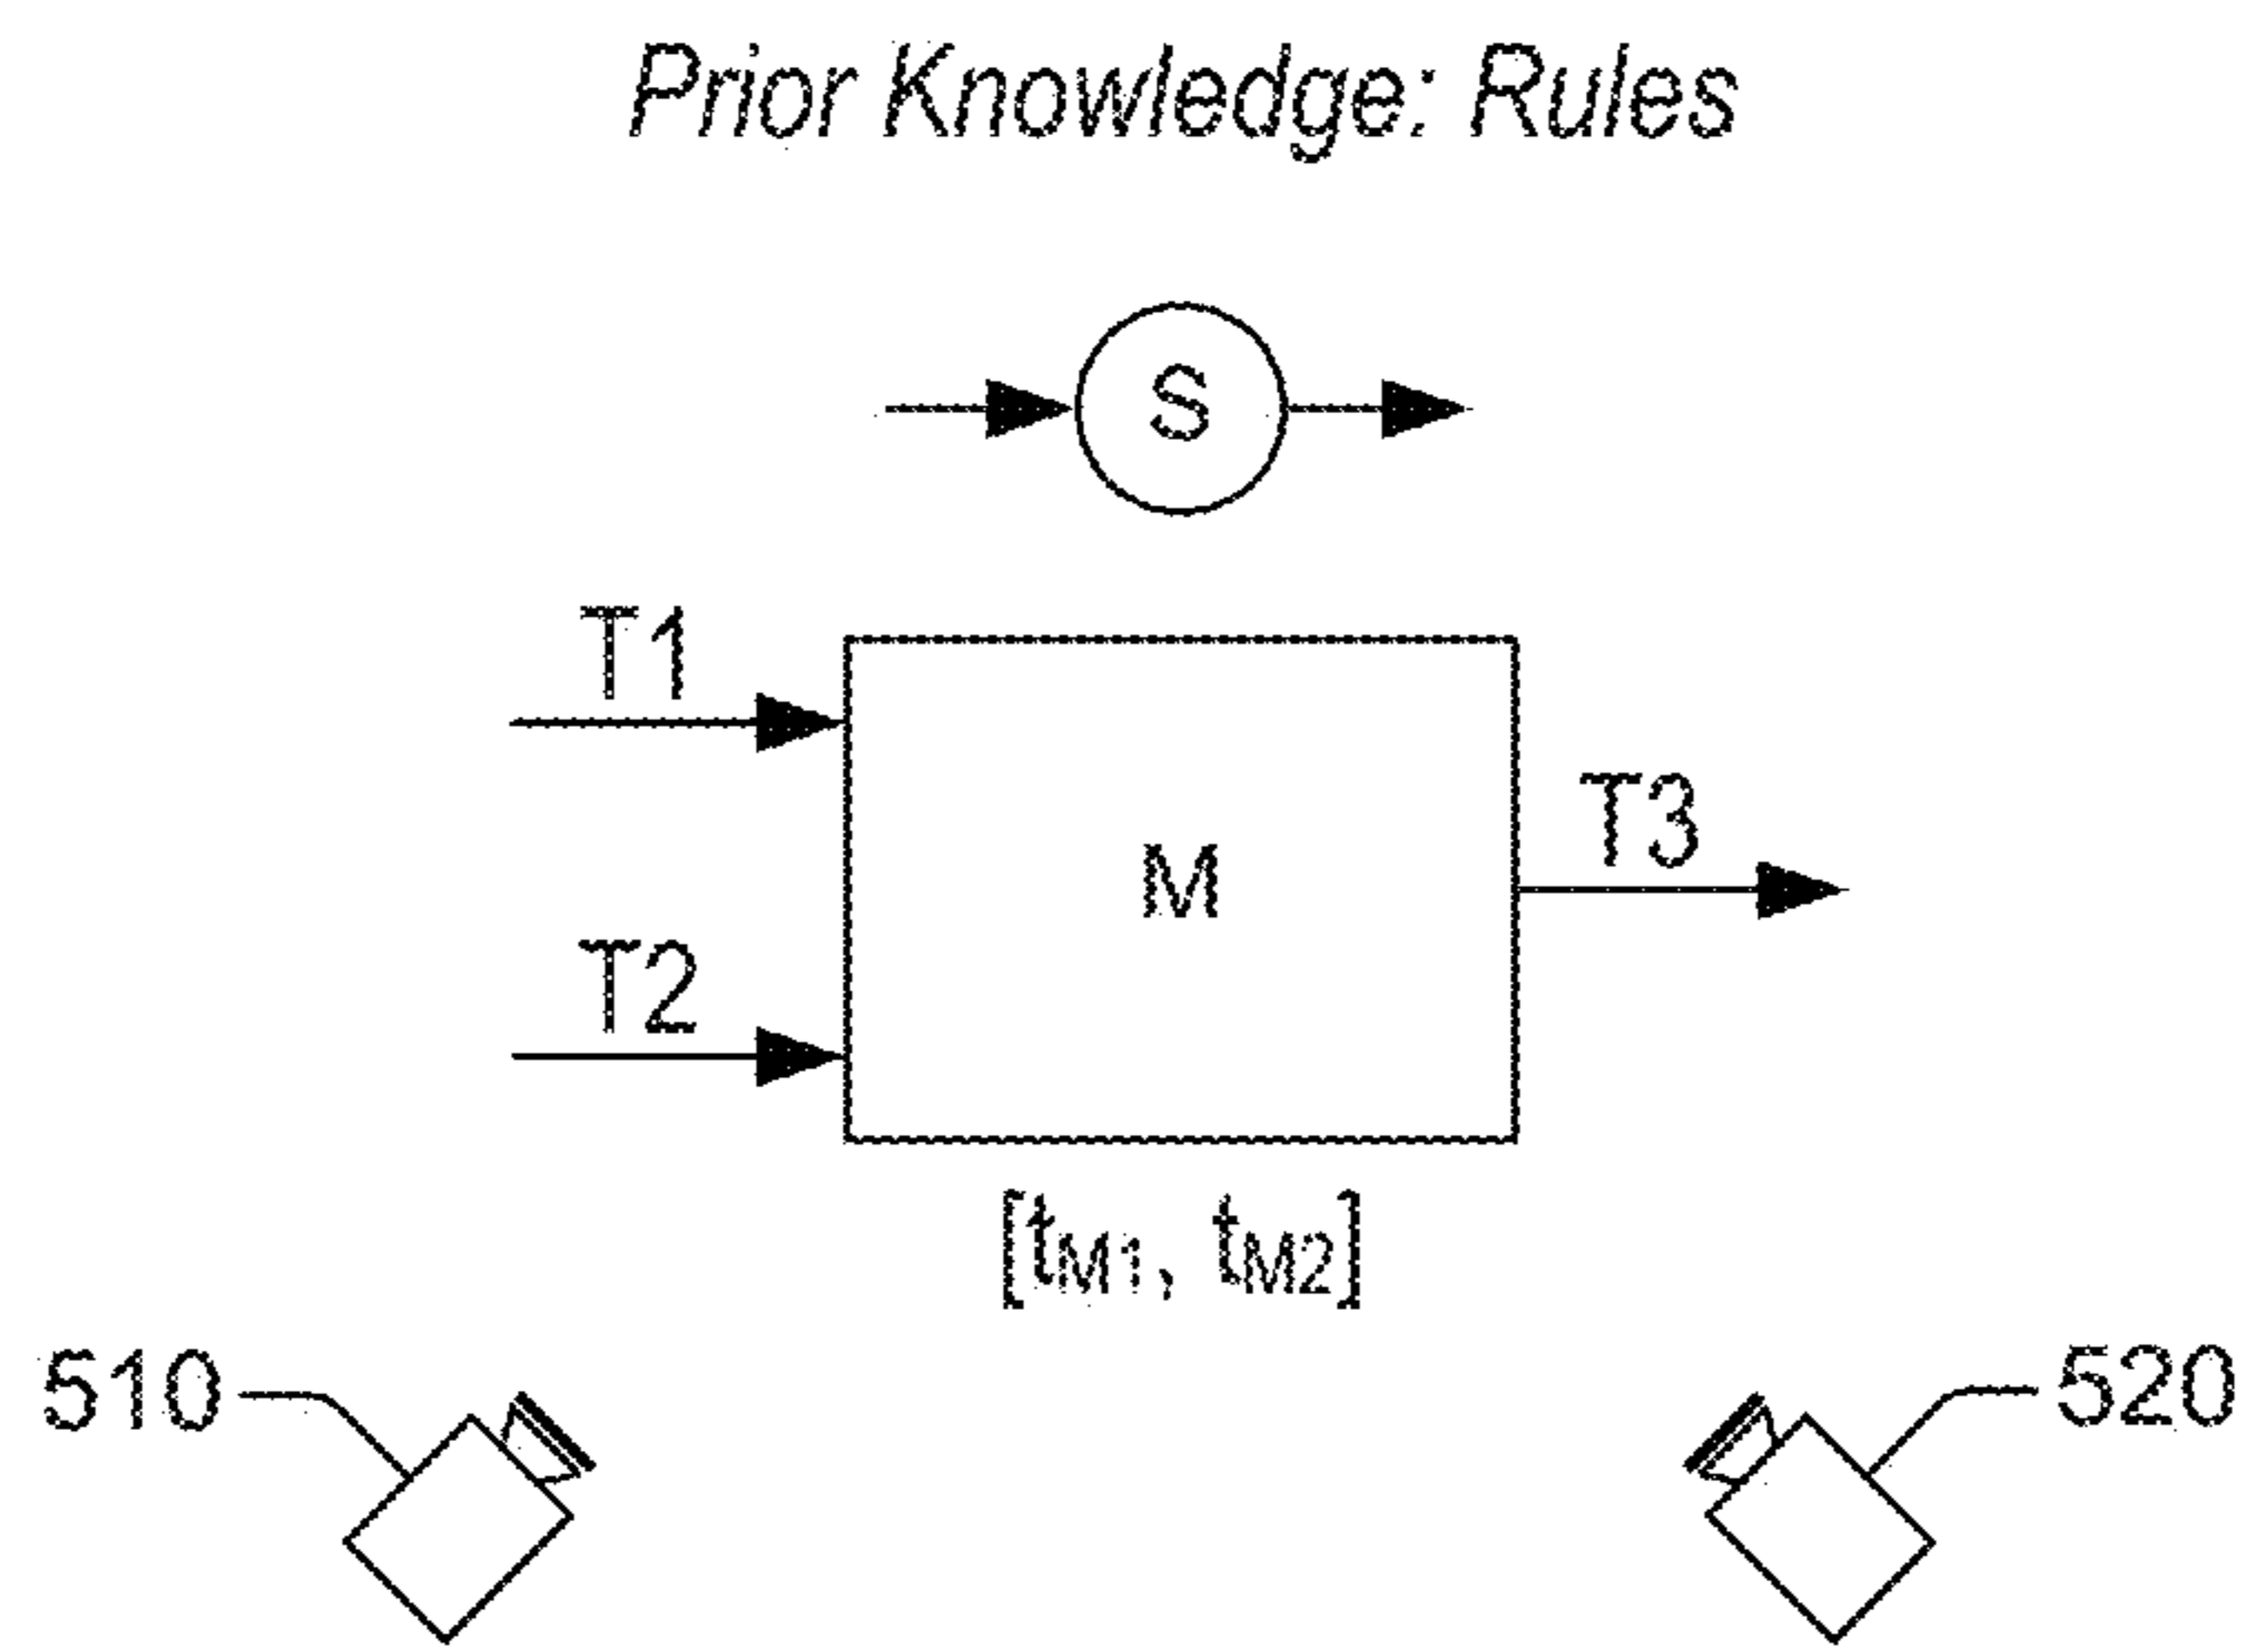 Prior Knowledge: Rules
S
T1
T3
M
T2
[tM1, tM2]
510
520